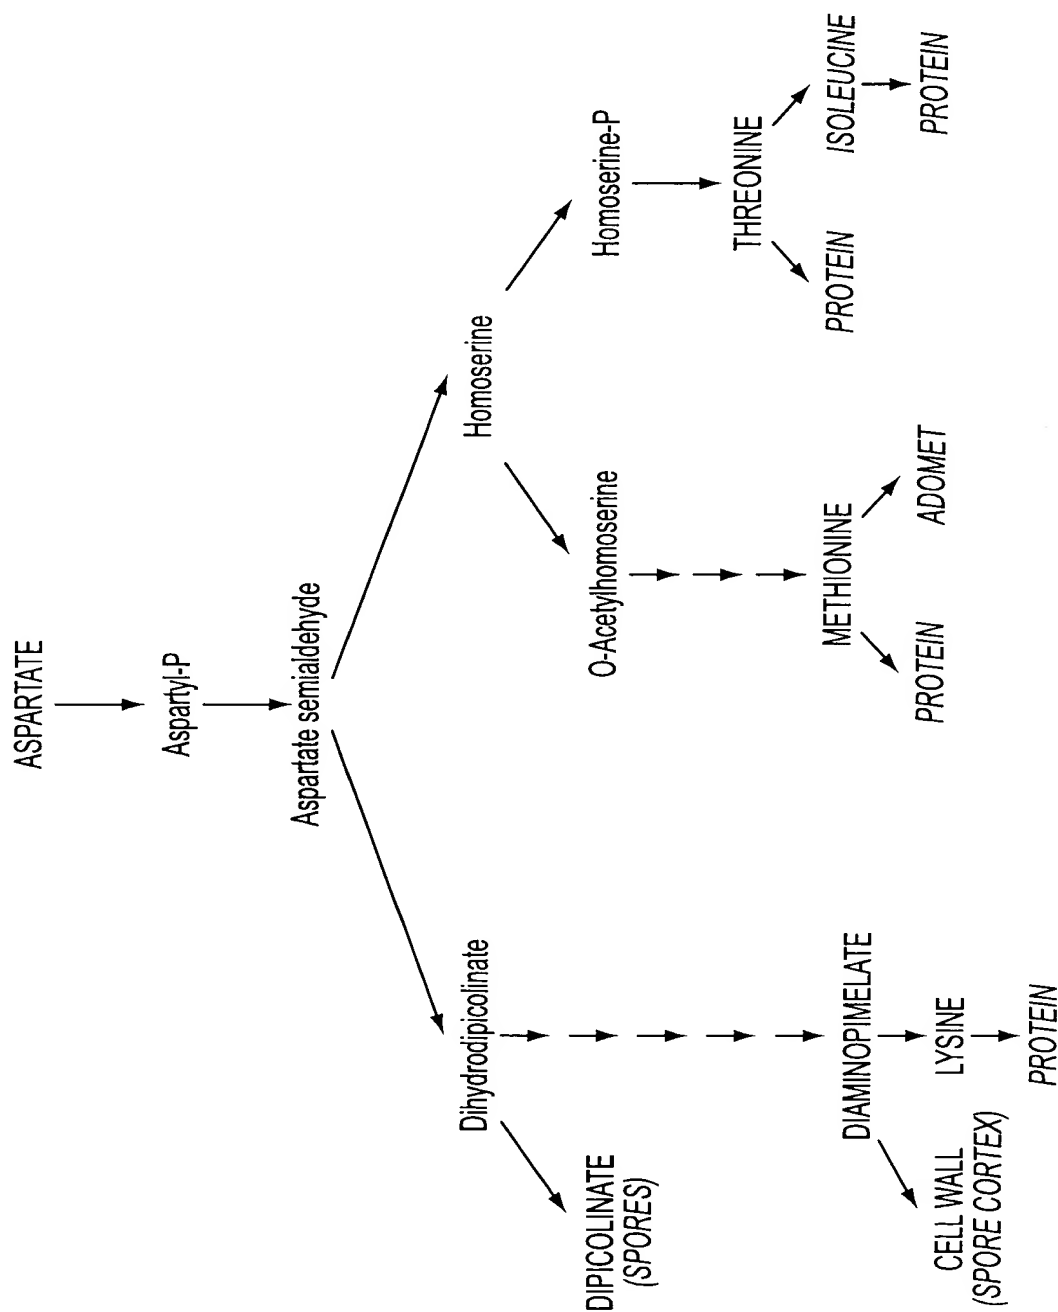 ASPARTATE
Aspartyl-P
Aspartate semialdehyde
Dihydrodipicolinate
Homoserine
DIPICOLINATE
(SPORES)
O-Acetylhomoserine
Homoserine-P
THREONINE
DIAMINOPIMELATE
METHIONINE
PROTEIN
ISOLEUCINE
CELL WALL
(SPORE CORTEX)
LYSINE
PROTEIN
ADOMET
PROTEIN
PROTEIN